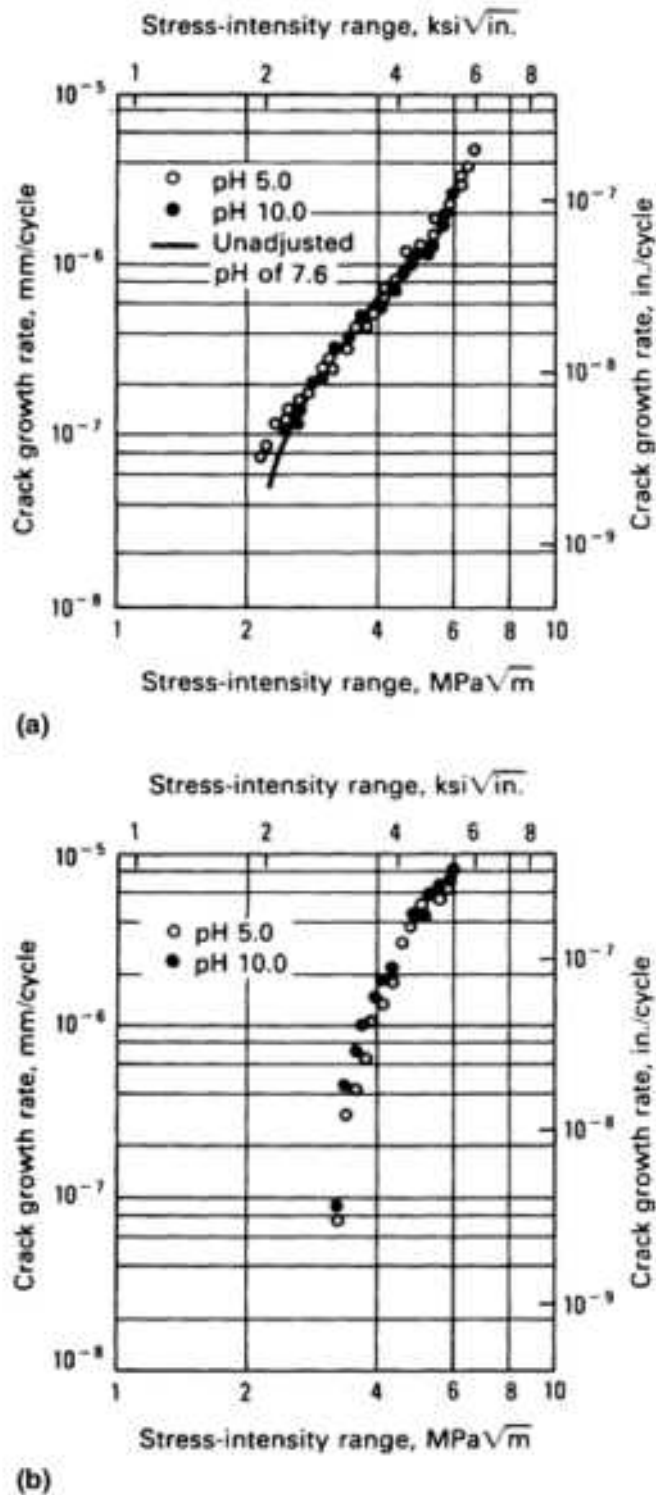 Stress-intensity range, ksi√in.
1 2 4 6 8
10⁻⁵
10⁻⁶
10⁻⁷
10⁻⁸
Crack growth rate, mm/cycle
○ pH 5.0
● pH 10.0
— Unadjusted
pH of 7.6
10⁻⁷
10⁻⁸
10⁻⁹
Crack growth rate, in./cycle
1 2 4 6 8 10
Stress-intensity range, MPa√m
(a)
Stress-intensity range, ksi√in.
1 2 4 6 8
10⁻⁵
10⁻⁶
10⁻⁷
10⁻⁸
Crack growth rate, mm/cycle
○ pH 5.0
● pH 10.0
10⁻⁷
10⁻⁸
10⁻⁹
Crack growth rate, in./cycle
1 2 4 6 8 10
Stress-intensity range, MPa√m
(b)